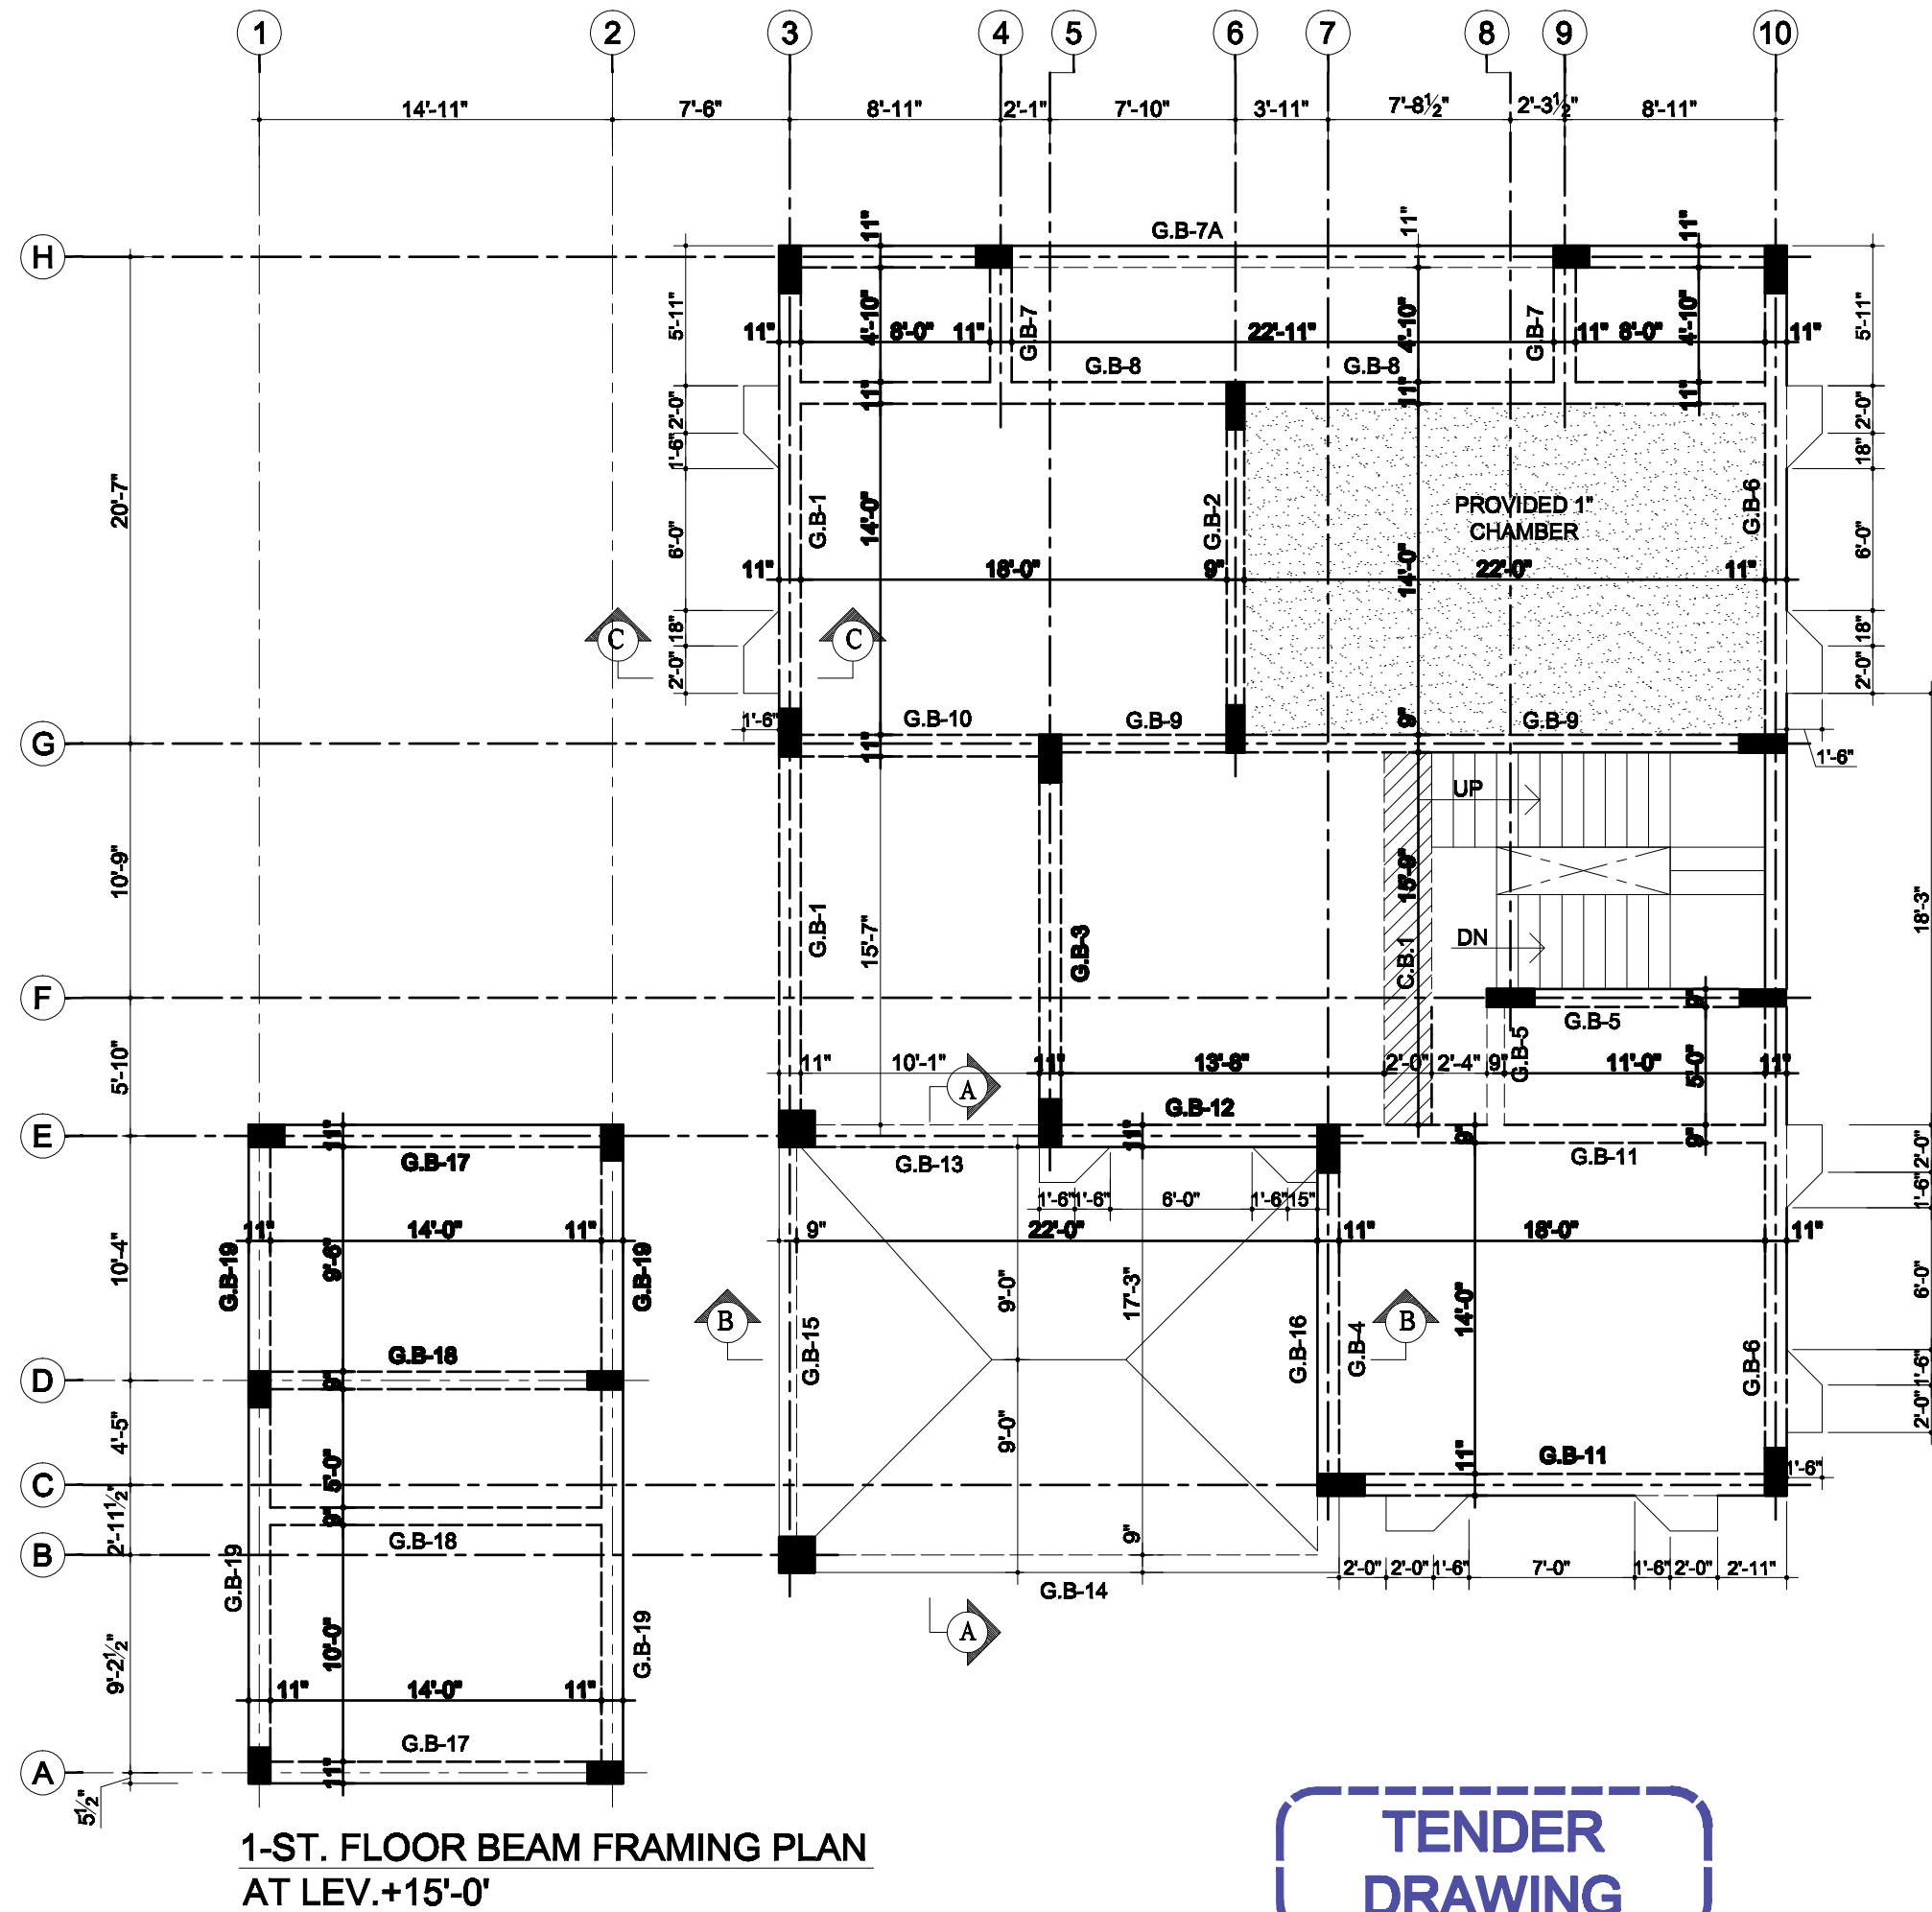 1 2 3 4 5 6 7 8 9 10
14'-11" 7'-6" 8'-11" 2'-1" 7'-10" 3'-11" 7'-8½" 2'-3½" 8'-11"
H
G.B-7A
11" 11" 11"
5'-11" 4'-10" 4'-10" 4'-10" 5'-11"
11" 8'-0" 11" G.B-7 22'-11" G.B-7 11" 8'-0" 11"
G.B-8 G.B-8
11" 11" 11"
2'-0" 2'-0"
1'-6" 18"
20'-7" 6'-0" G.B-1 14'-0" G.B-2 G.B-6 6'-0"
PROVIDED 1"
CHAMBER
14'-0"
11" 18'-0" 9" 22'-0" 11"
C C
18" 18"
2'-0" 2'-0"
1'-6" G.B-10 G.B-9 9" G.B-9
G
11" 1'-6"
UP
10'-9" 15'-9" 18'-3"
G.B-1 15'-7" G.B-3 C.B.1
DN
F
9"
G.B-5
5'-10" 11" 10'-1" 11" 13'-8" 2'-0" 2'-4" 9" G.B-5 11'-0" 5'-0" 11"
A
G.B-12
E
11" 11" 9" 9"
G.B-17 G.B-13 G.B-11
2'-0"
1'-6"
1'-6" 1'-6" 6'-0" 1'-6" 15"
11" 14'-0" 11" 9" 22'-0" 11" 18'-0" 11"
10'-4" G.B-19 9'-6" G.B-19 9'-0" 17'-3" 14'-0" 6'-0"
B B
G.B-15 G.B-16 G.B-4 G.B-6
G.B-18
D
9"
1'-6"
2'-0"
4'-5" 5'-0" 9'-0" 11" G.B-11
1'-6"
C
2'-11½" 9"
G.B-18 9"
B
G.B-19 2'-0" 2'-0" 1'-6" 7'-0" 1'-6" 2'-0" 2'-11"
G.B-14
A
9'-2½" 10'-0" G.B-19
11" 14'-0" 11"
G.B-17
A
11"
5½"
1-ST. FLOOR BEAM FRAMING PLAN
AT LEV.+15'-0'
TENDER
DRAWING